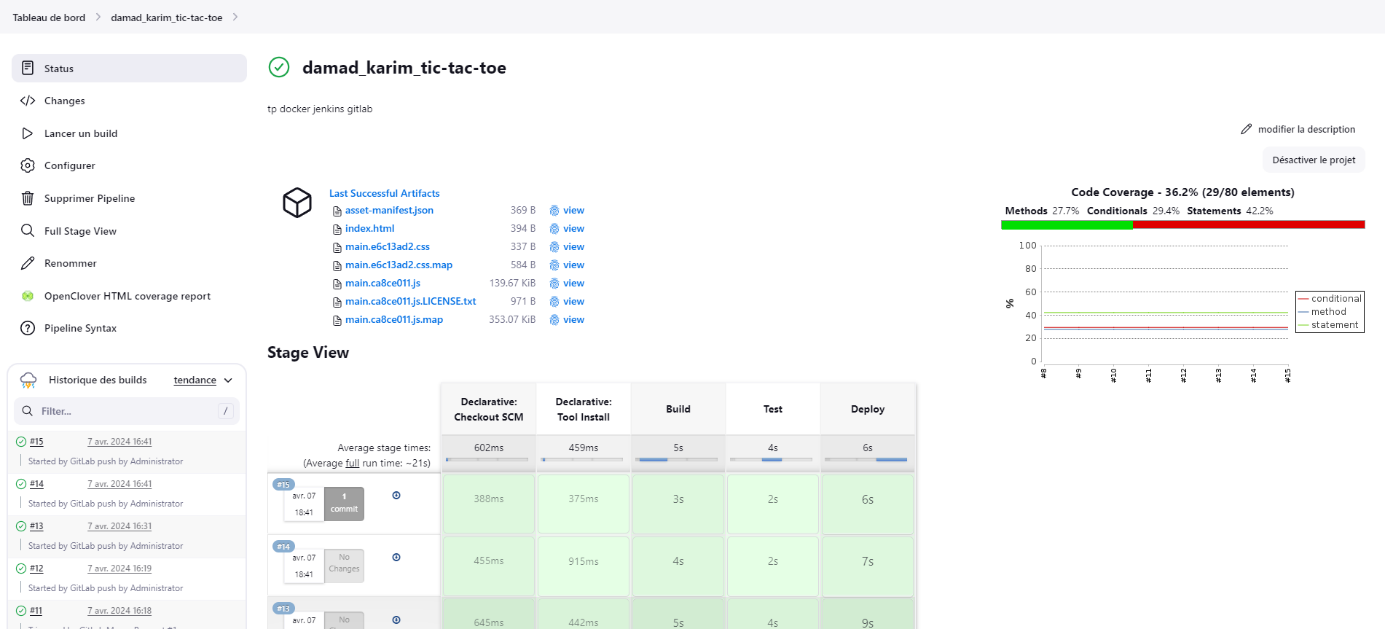 Tableau de bord > damad_karim_tic-tac-toe >
Status
Changes
Lancer un build
Configurer
Supprimer Pipeline
Full Stage View
Renommer
OpenClover HTML coverage report
Pipeline Syntax
Historique des builds tendance
Filter... /
#15 7 avr. 2024 16:41
Started by GitLab push by Administrator
#14 7 avr. 2024 16:41
Started by GitLab push by Administrator
#13 7 avr. 2024 16:31
Started by GitLab push by Administrator
#12 7 avr. 2024 16:19
Started by GitLab push by Administrator
#11 7 avr. 2024 16:18
damad_karim_tic-tac-toe
tp docker jenkins gitlab
modifier la description
Désactiver le projet
Last Successful Artifacts
asset-manifest.json 369 B view
index.html 394 B view
main.e6c13ad2.css 337 B view
main.e6c13ad2.css.map 584 B view
main.ca8ce011.js 139.67 KiB view
main.ca8ce011.js.LICENSE.txt 971 B view
main.ca8ce011.js.map 353.07 KiB view
Code Coverage - 36.2% (29/80 elements)
Methods 27.7% Conditionals 29.4% Statements 42.2%
100
80
60
40
20
0
%
#8 #9 #10 #11 #12 #13 #14 #15
conditional
method
statement
Stage View
Declarative: Checkout SCM
Declarative: Tool Install
Build
Test
Deploy
Average stage times:
(Average full run time: ~21s)
602ms 459ms 5s 4s 6s
#15
avr. 07
18:41
1
commit
388ms 375ms 3s 2s 6s
#14
avr. 07
18:41
No
Changes
455ms 915ms 4s 2s 7s
#13
avr. 07
No
645ms 442ms 5s 4s 9s